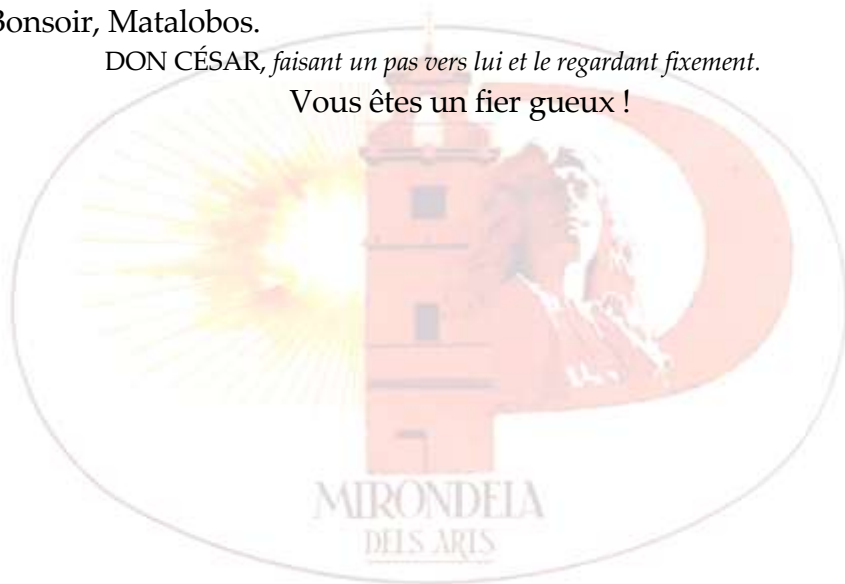 Bonsoir, Matalobos.
DON CÉSAR, faisant un pas vers lui et le regardant fixement.
Vous êtes un fier gueux !
MIRONDELA
DELS ARTS